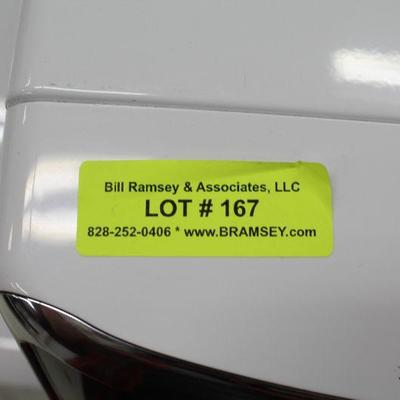 Bill Ramsey & Associates, LLC
LOT # 167
828-252-0406 * www.BRAMSEY.com